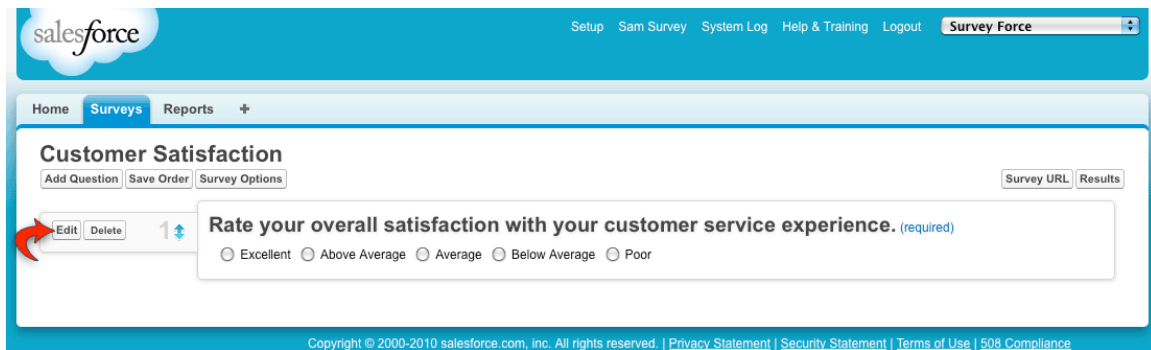 salesforce
Setup Sam Survey System Log Help & Training Logout Survey Force
Home Surveys Reports +
Customer Satisfaction
Add Question Save Order Survey Options Survey URL Results
Edit Delete 1 Rate your overall satisfaction with your customer service experience. (required)
Excellent Above Average Average Below Average Poor
Copyright © 2000-2010 salesforce.com, inc. All rights reserved. | Privacy Statement | Security Statement | Terms of Use | 508 Compliance